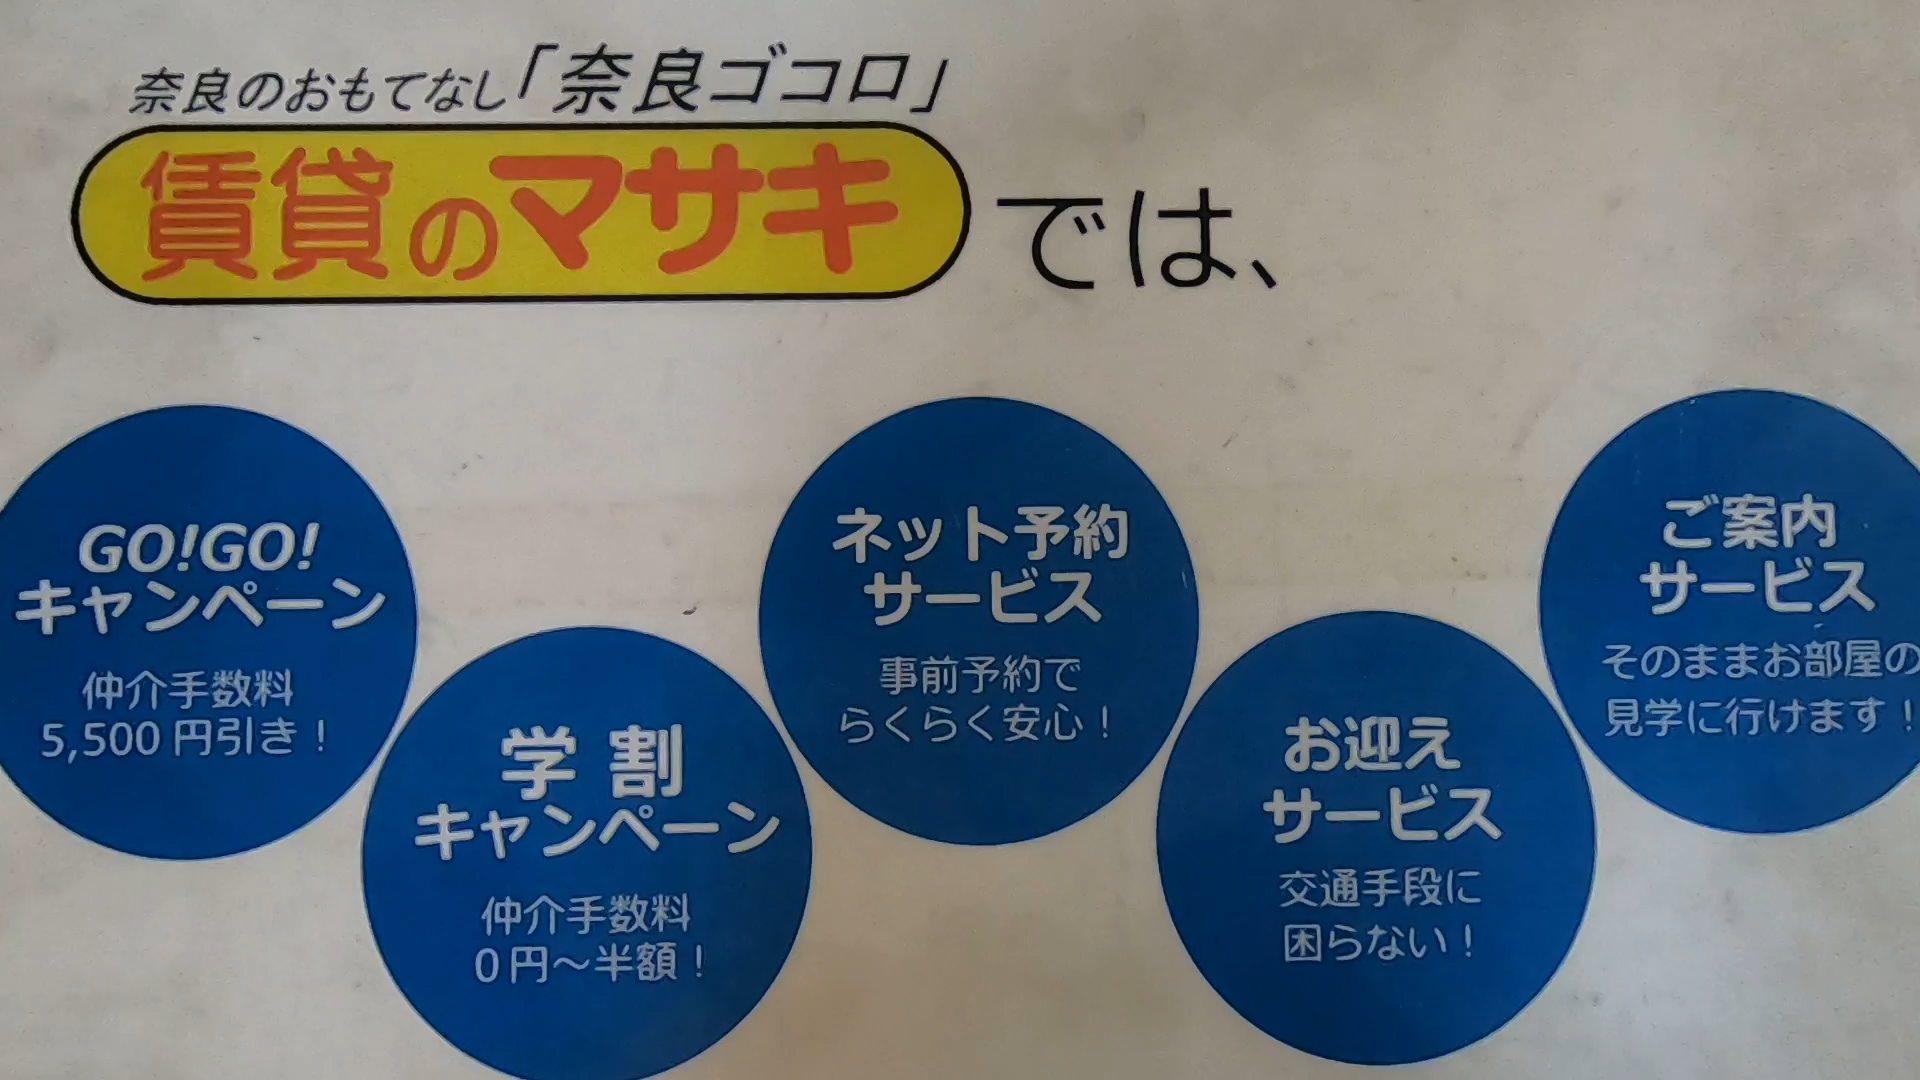 奈良のおもてなし「奈良ゴコロ」
賃貸のマサキでは、
GO!GO!
キャンペーン
仲介手数料
5,500円引き！
学割
キャンペーン
仲介手数料
0円～半額！
ネット予約
サービス
事前予約で
らくらく安心！
お迎え
サービス
交通手段に
困らない！
ご案内
サービス
そのままお部屋の
見学に行けます！